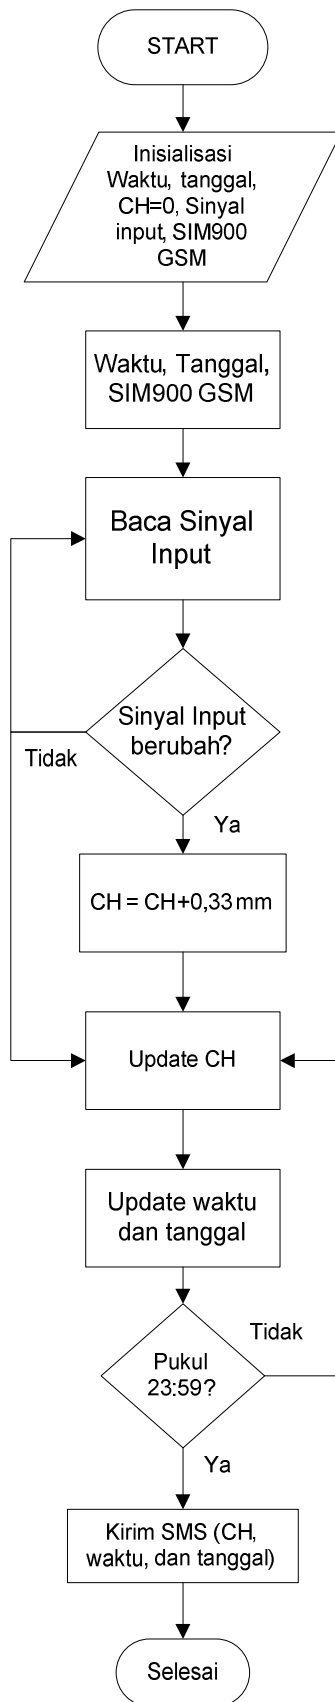 START
Inisialisasi
Waktu, tanggal,
CH=0, Sinyal
input, SIM900
GSM
Waktu, Tanggal,
SIM900 GSM
Baca Sinyal
Input
Sinyal Input
berubah?
Tidak
Ya
CH = CH+0,33 mm
Update CH
Update waktu
dan tanggal
Tidak
Pukul
23:59?
Ya
Kirim SMS (CH,
waktu, dan tanggal)
Selesai